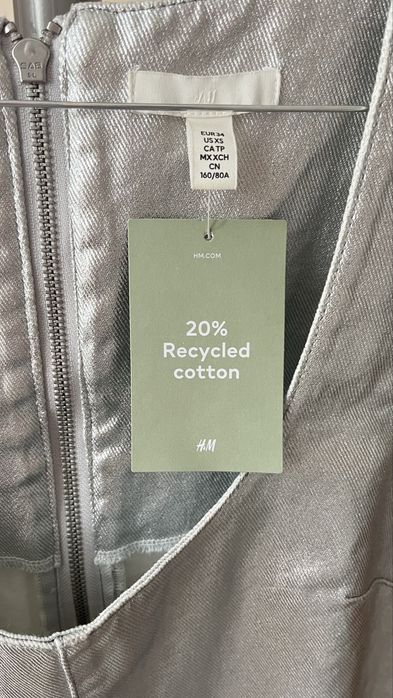 H&M
EUR 34
US XS
CA TP
MX XCH
CN
160/80A
HM.COM
20%
Recycled
cotton
H&M